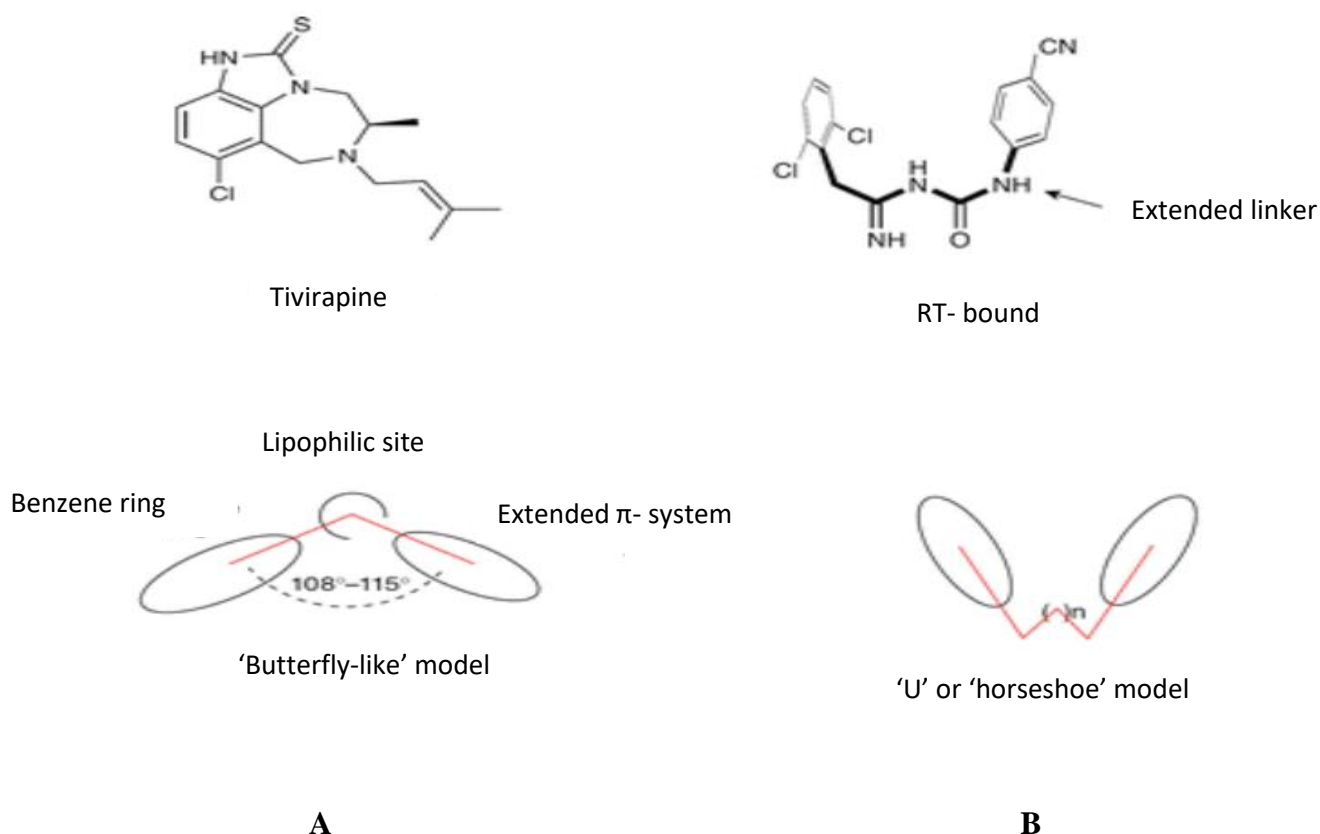 S
HN
N
N
Cl
Tivirapine
CN
Cl
Cl
H
N
NH
NH
O
Extended linker
RT- bound
Lipophilic site
Benzene ring
Extended π- system
108°–115°
‘Butterfly-like’ model
( )n
‘U’ or ‘horseshoe’ model
A
B